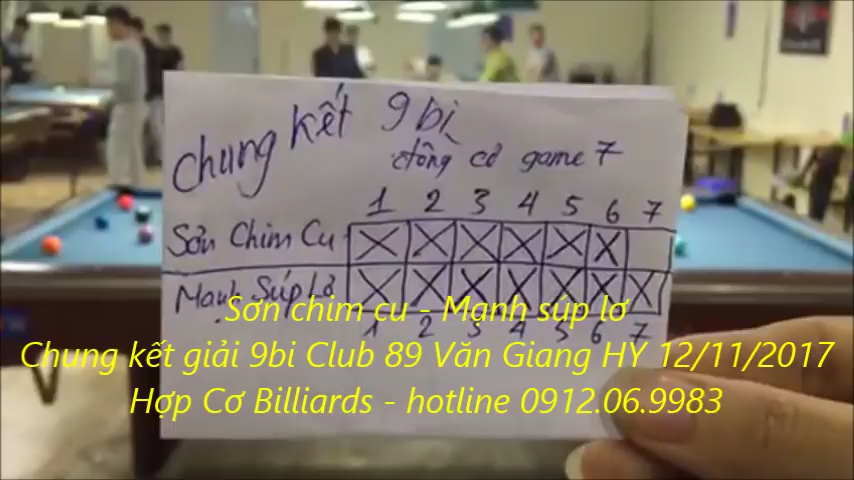 Chung kết 9 bi
đồng cơ game 7
1 2 3 4 5 6 7
Sơn Chim Cu X X X X X X
Mạnh Súp Lơ X X X X X X X
1 2 3 4 5 6 7
Sơn chim cu - Mạnh súp lơ
Chung kết giải 9bi Club 89 Văn Giang HY 12/11/2017
Hợp Cơ Billiards - hotline 0912.06.9983